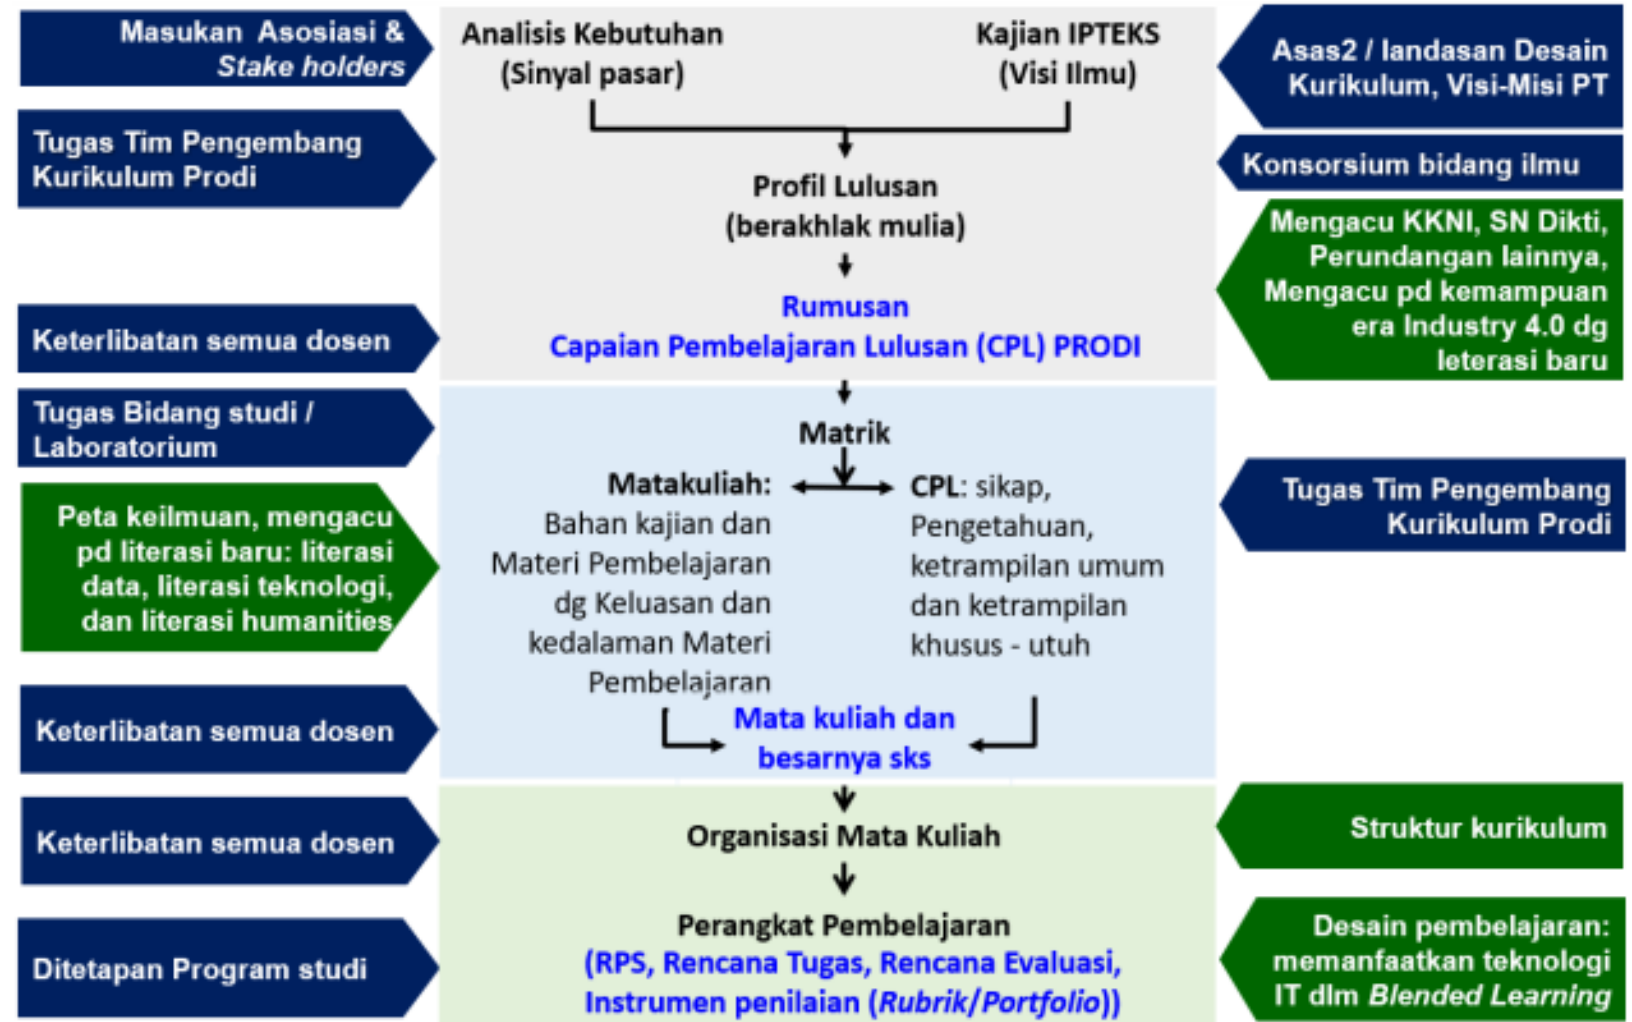 Masukan Asosiasi &
Stake holders
Tugas Tim Pengembang
Kurikulum Prodi
Keterlibatan semua dosen
Tugas Bidang studi /
Laboratorium
Peta keilmuan, mengacu
pd literasi baru: literasi
data, literasi teknologi,
dan literasi humanities
Keterlibatan semua dosen
Keterlibatan semua dosen
Ditetapan Program studi
Analisis Kebutuhan
(Sinyal pasar)
Kajian IPTEKS
(Visi Ilmu)
Profil Lulusan
(berakhlak mulia)
Rumusan
Capaian Pembelajaran Lulusan (CPL) PRODI
Matrik
Matakuliah:
Bahan kajian dan
Materi Pembelajaran
dg Keluasan dan
kedalaman Materi
Pembelajaran
CPL: sikap,
Pengetahuan,
ketrampilan umum
dan ketrampilan
khusus - utuh
Mata kuliah dan
besarnya sks
Organisasi Mata Kuliah
Perangkat Pembelajaran
(RPS, Rencana Tugas, Rencana Evaluasi,
Instrumen penilaian (Rubrik/Portfolio))
Asas2 / landasan Desain
Kurikulum, Visi-Misi PT
Konsorsium bidang ilmu
Mengacu KKNI, SN Dikti,
Perundangan lainnya,
Mengacu pd kemampuan
era Industry 4.0 dg
leterasi baru
Tugas Tim Pengembang
Kurikulum Prodi
Struktur kurikulum
Desain pembelajaran:
memanfaatkan teknologi
IT dlm Blended Learning